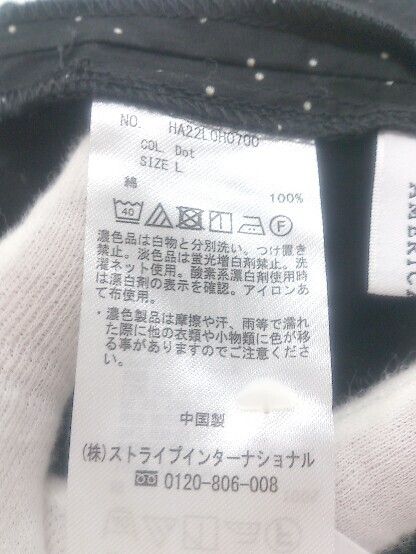 NO. HA22L0H0700
COL. Dot
SIZE L
綿 100%
40
F
濃色品は白物と分別洗い。つけ置き
禁止。淡色品は蛍光増白剤禁止。洗
濯ネット使用。酸素系漂白剤使用時
は漂白剤の表示を確認。アイロンあ
て布使用。
・濃色製品は摩擦や汗、雨等で濡れ
た際に他の衣類や小物類に色が移
る事がありますのでご注意くださ
い。
中国製
(株)ストライプインターナショナル
0120-806-008
AMERICA